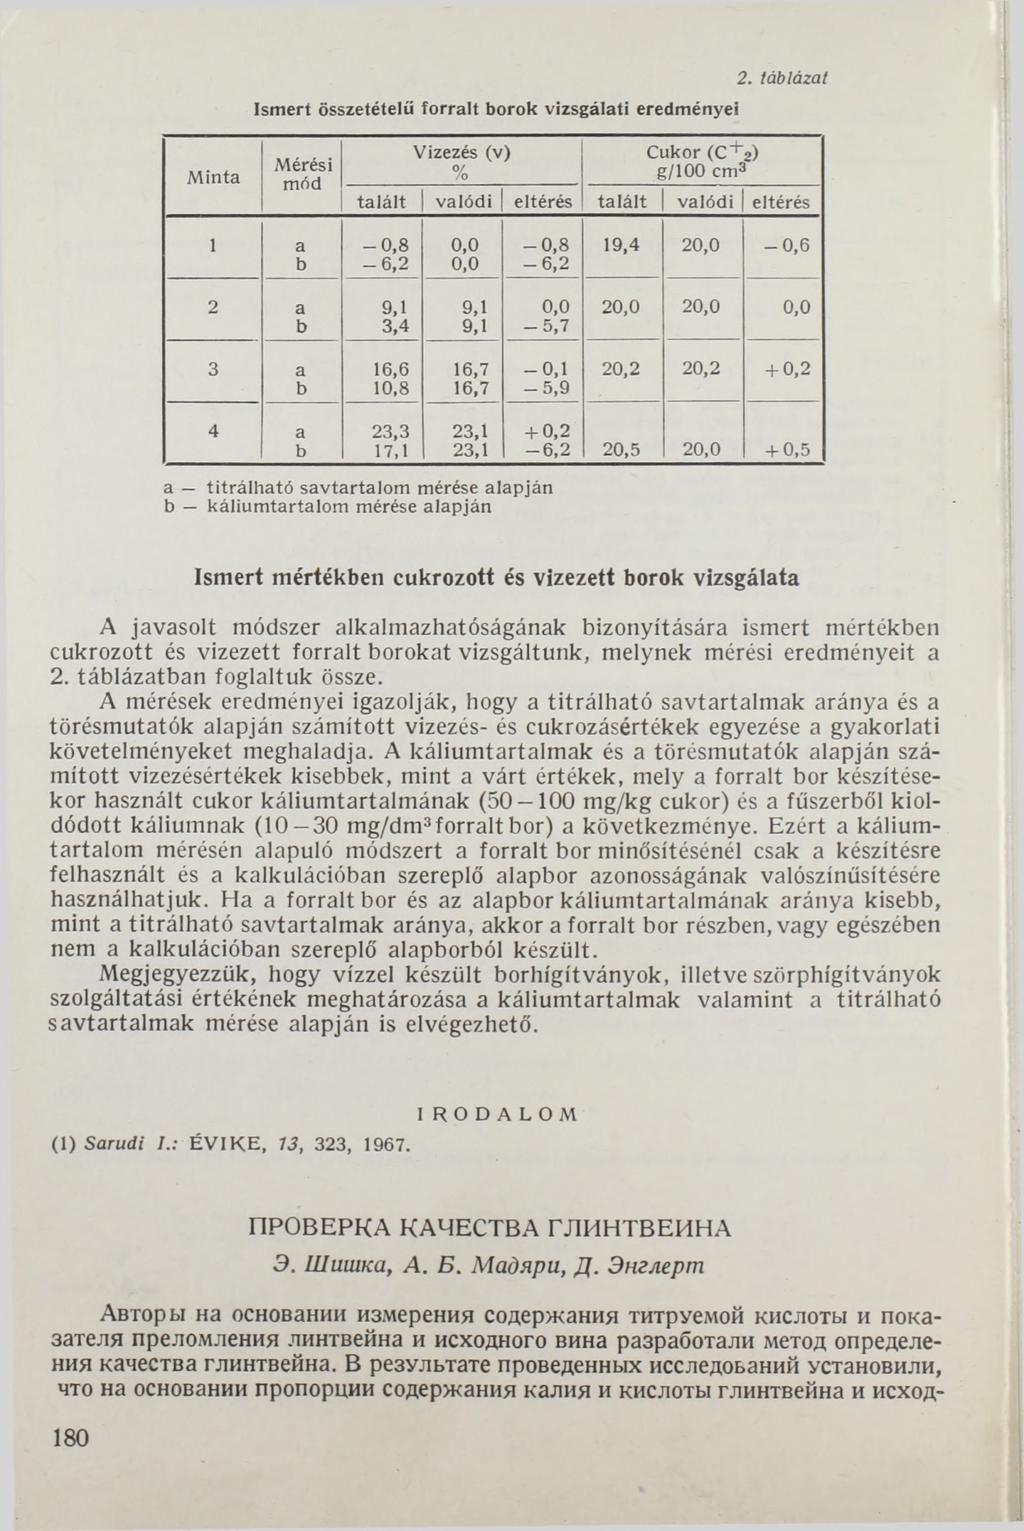 2. táblázat
Ismert összetételű forralt borok vizsgálati eredményei
Minta | Mérési mód | Vizezés (v) % | Cukor (C+2) g/100 cm³
talált | valódi | eltérés | talált | valódi | eltérés
1 a – 0,8 0,0 – 0,8 19,4 20,0 – 0,6
b – 6,2 0,0 – 6,2
2 a 9,1 9,1 0,0 20,0 20,0 0,0
b 3,4 9,1 – 5,7
3 a 16,6 16,7 – 0,1 20,2 20,2 + 0,2
b 10,8 16,7 – 5,9
4 a 23,3 23,1 + 0,2
b 17,1 23,1 – 6,2 20,5 20,0 + 0,5
a — titrálható savtartalom mérése alapján
b — káliumtartalom mérése alapján
Ismert mértékben cukrozott és vizezett borok vizsgálata
A javasolt módszer alkalmazhatóságának bizonyítására ismert mértékben
cukrozott és vizezett forralt borokat vizsgáltunk, melynek mérési eredményeit a
2. táblázatban foglaltuk össze.
A mérések eredményei igazolják, hogy a titrálható savtartalmak aránya és a
törésmutatók alapján számított vizezés- és cukrozásértékek egyezése a gyakorlati
követelményeket meghaladja. A káliumtartalmak és a törésmutatók alapján szá-
mított vizezésértékek kisebbek, mint a várt értékek, mely a forralt bor készítése-
kor használt cukor káliumtartalmának (50 – 100 mg/kg cukor) és a fűszerből kiol-
dódott káliumnak (10 – 30 mg/dm³ forralt bor) a következménye. Ezért a kálium-
tartalom mérésén alapuló módszert a forralt bor minősítésénél csak a készítésre
felhasznált és a kalkulációban szereplő alapbor azonosságának valószínűsítésére
használhatjuk. Ha a forralt bor és az alapbor káliumtartalmának aránya kisebb,
mint a titrálható savtartalmak aránya, akkor a forralt bor részben, vagy egészében
nem a kalkulációban szereplő alapborból készült.
Megjegyezzük, hogy vízzel készült borhígítványok, illetve szörphígítványok
szolgáltatási értékének meghatározása a káliumtartalmak valamint a titrálható
savtartalmak mérése alapján is elvégezhető.
IRODALOM
(1) Sarudi I.: ÉVIKE, 13, 323, 1967.
ПРОВЕРКА КАЧЕСТВА ГЛИНТВЕИНА
Э. Шишка, А. Б. Мадяри, Д. Энглерт
Авторы на основании измерения содержания титруемой кислоты и пока-
зателя преломления линтвейна и исходного вина разработали метод определе-
ния качества глинтвейна. В результате проведенных исследований установили,
что на основании пропорции содержания калия и кислоты глинтвейна и исход-
180